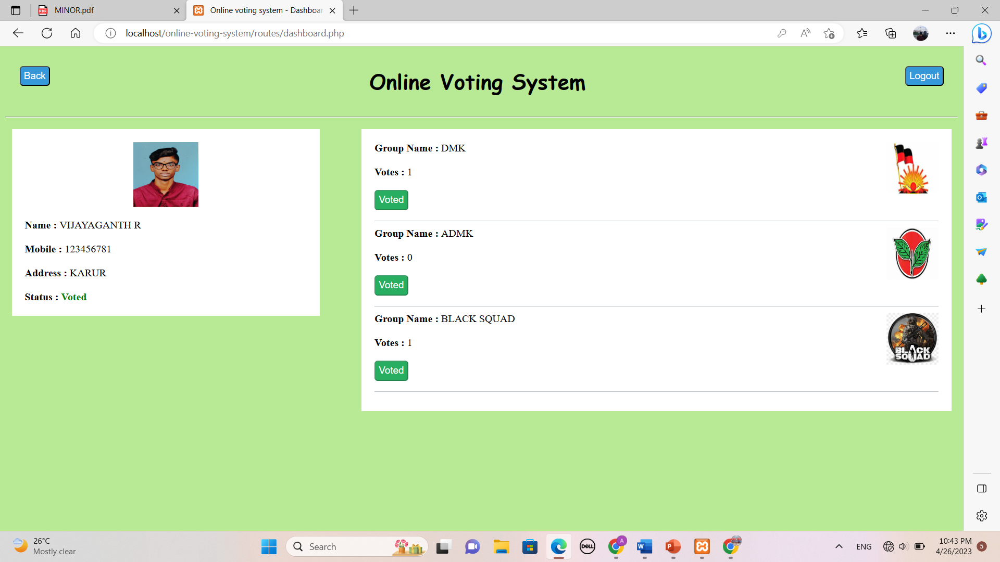 MINOR.pdf
Online voting system - Dashboar
localhost/online-voting-system/routes/dashboard.php
Back
Online Voting System
Logout
Name : VIJAYAGANTH R
Mobile : 123456781
Address : KARUR
Status : Voted
Group Name : DMK
Votes : 1
Voted
Group Name : ADMK
Votes : 0
Voted
Group Name : BLACK SQUAD
Votes : 1
Voted
BLACK
SQUAD
26°C
Mostly clear
Search
DELL
A
W
P
ENG
10:43 PM
4/26/2023
5